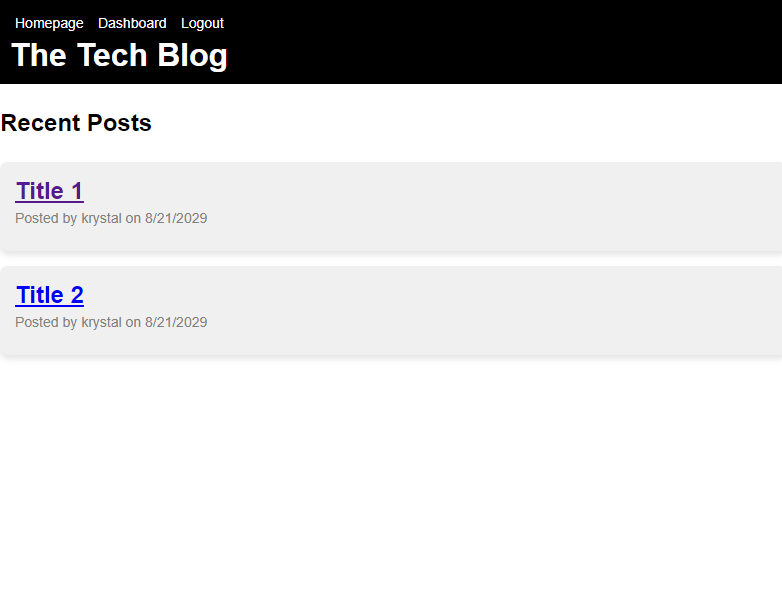 Homepage Dashboard Logout
The Tech Blog
Recent Posts
Title 1
Posted by krystal on 8/21/2029
Title 2
Posted by krystal on 8/21/2029